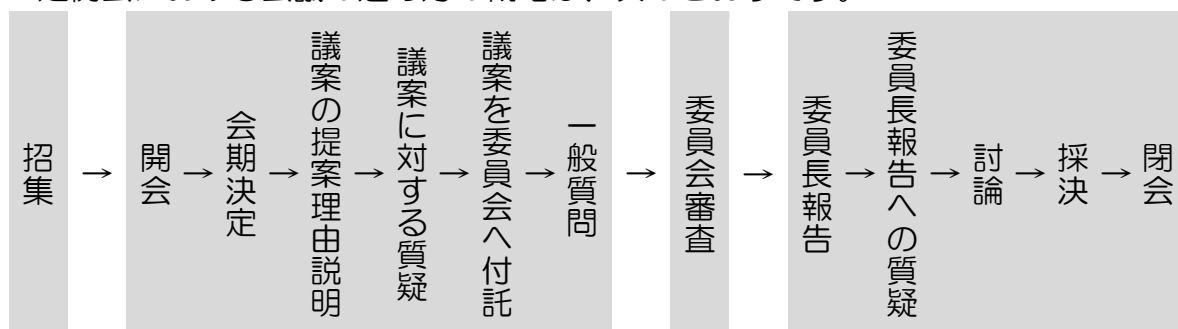 招集
→
開会
→
会期決定
→
議案の提案理由説明
→
議案に対する質疑
→
議案を委員会へ付託
→
一般質問
→
委員会審査
→
委員長報告
→
委員長報告への質疑
→
討論
→
採決
→
閉会